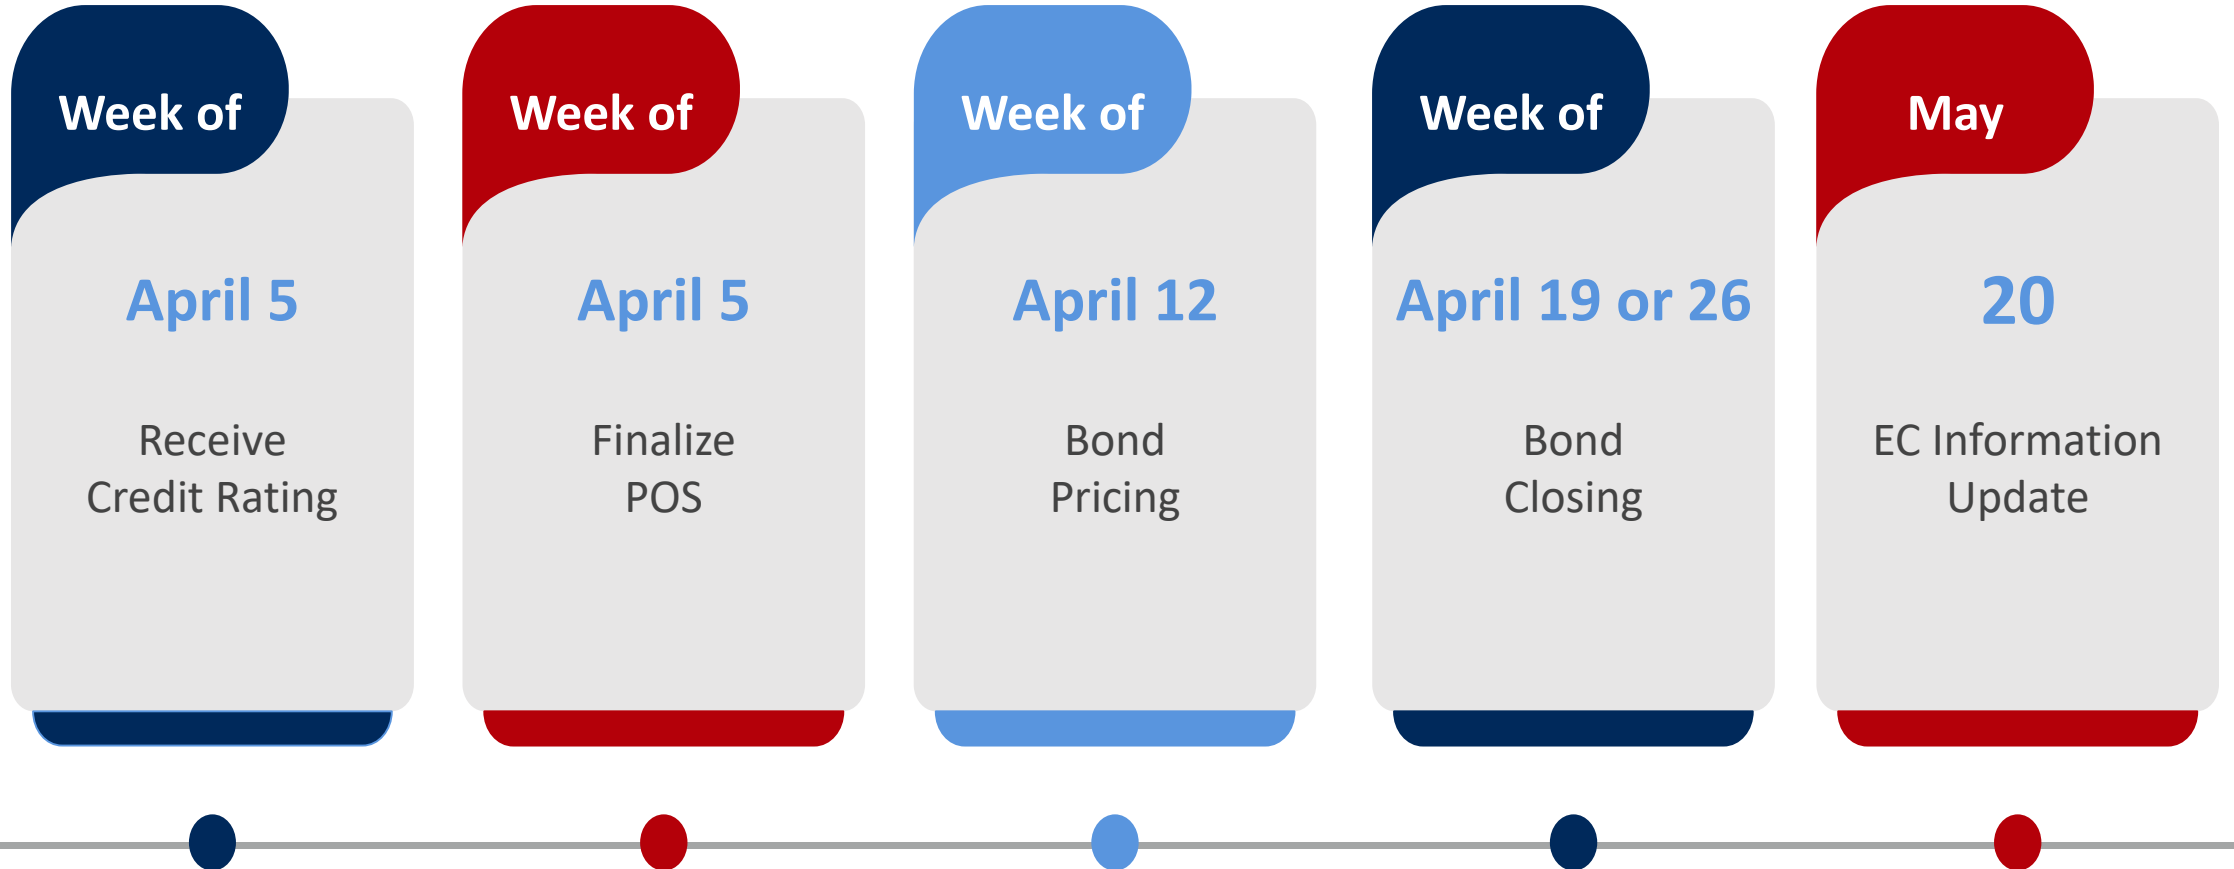 Week of
April 5
Receive
Credit Rating
Week of
April 5
Finalize
POS
Week of
April 12
Bond
Pricing
Week of
April 19 or 26
Bond
Closing
May
20
EC Information
Update